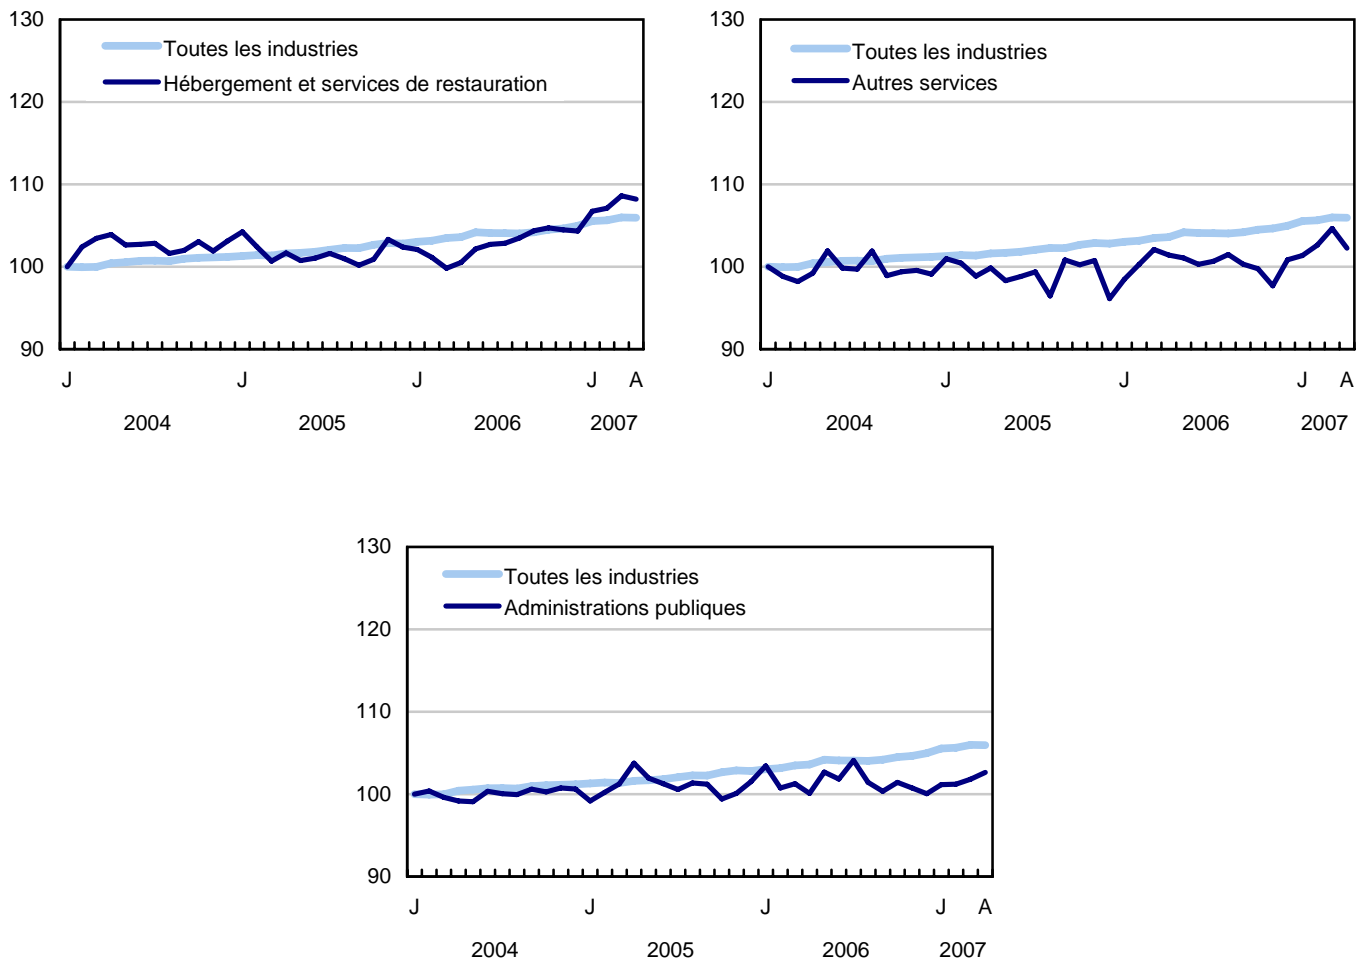 130
Toutes les industries
Hébergement et services de restauration
120
110
100
90
J J J J A
2004 2005 2006 2007
130
Toutes les industries
Autres services
120
110
100
90
J J J J A
2004 2005 2006 2007
130
Toutes les industries
Administrations publiques
120
110
100
90
J J J J A
2004 2005 2006 2007